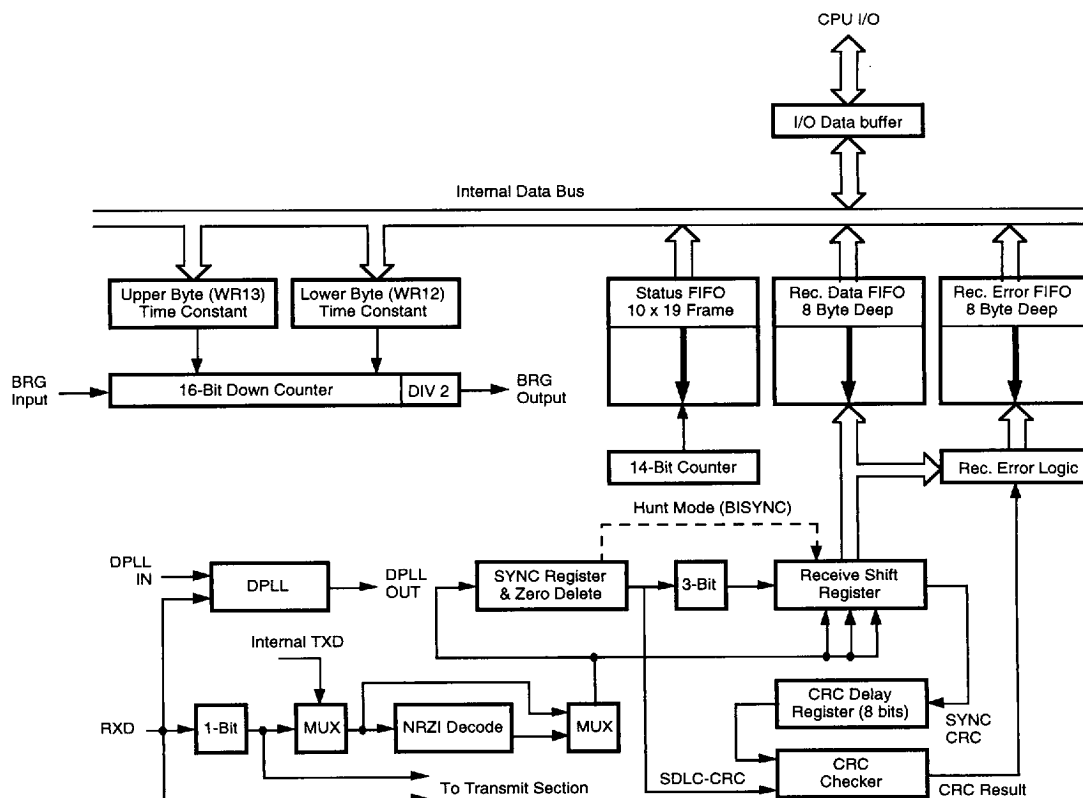 CPU I/O
I/O Data buffer
Internal Data Bus
Upper Byte (WR13)
Time Constant
Lower Byte (WR12)
Time Constant
Status FIFO
10 x 19 Frame
Rec. Data FIFO
8 Byte Deep
Rec. Error FIFO
8 Byte Deep
BRG
Input
16-Bit Down Counter
DIV 2
BRG
Output
14-Bit Counter
Rec. Error Logic
Hunt Mode (BISYNC)
DPLL
IN
DPLL
DPLL
OUT
SYNC Register
& Zero Delete
3-Bit
Receive Shift
Register
Internal TXD
RXD
1-Bit
MUX
NRZI Decode
MUX
CRC Delay
Register (8 bits)
SYNC
CRC
To Transmit Section
SDLC-CRC
CRC
Checker
CRC Result